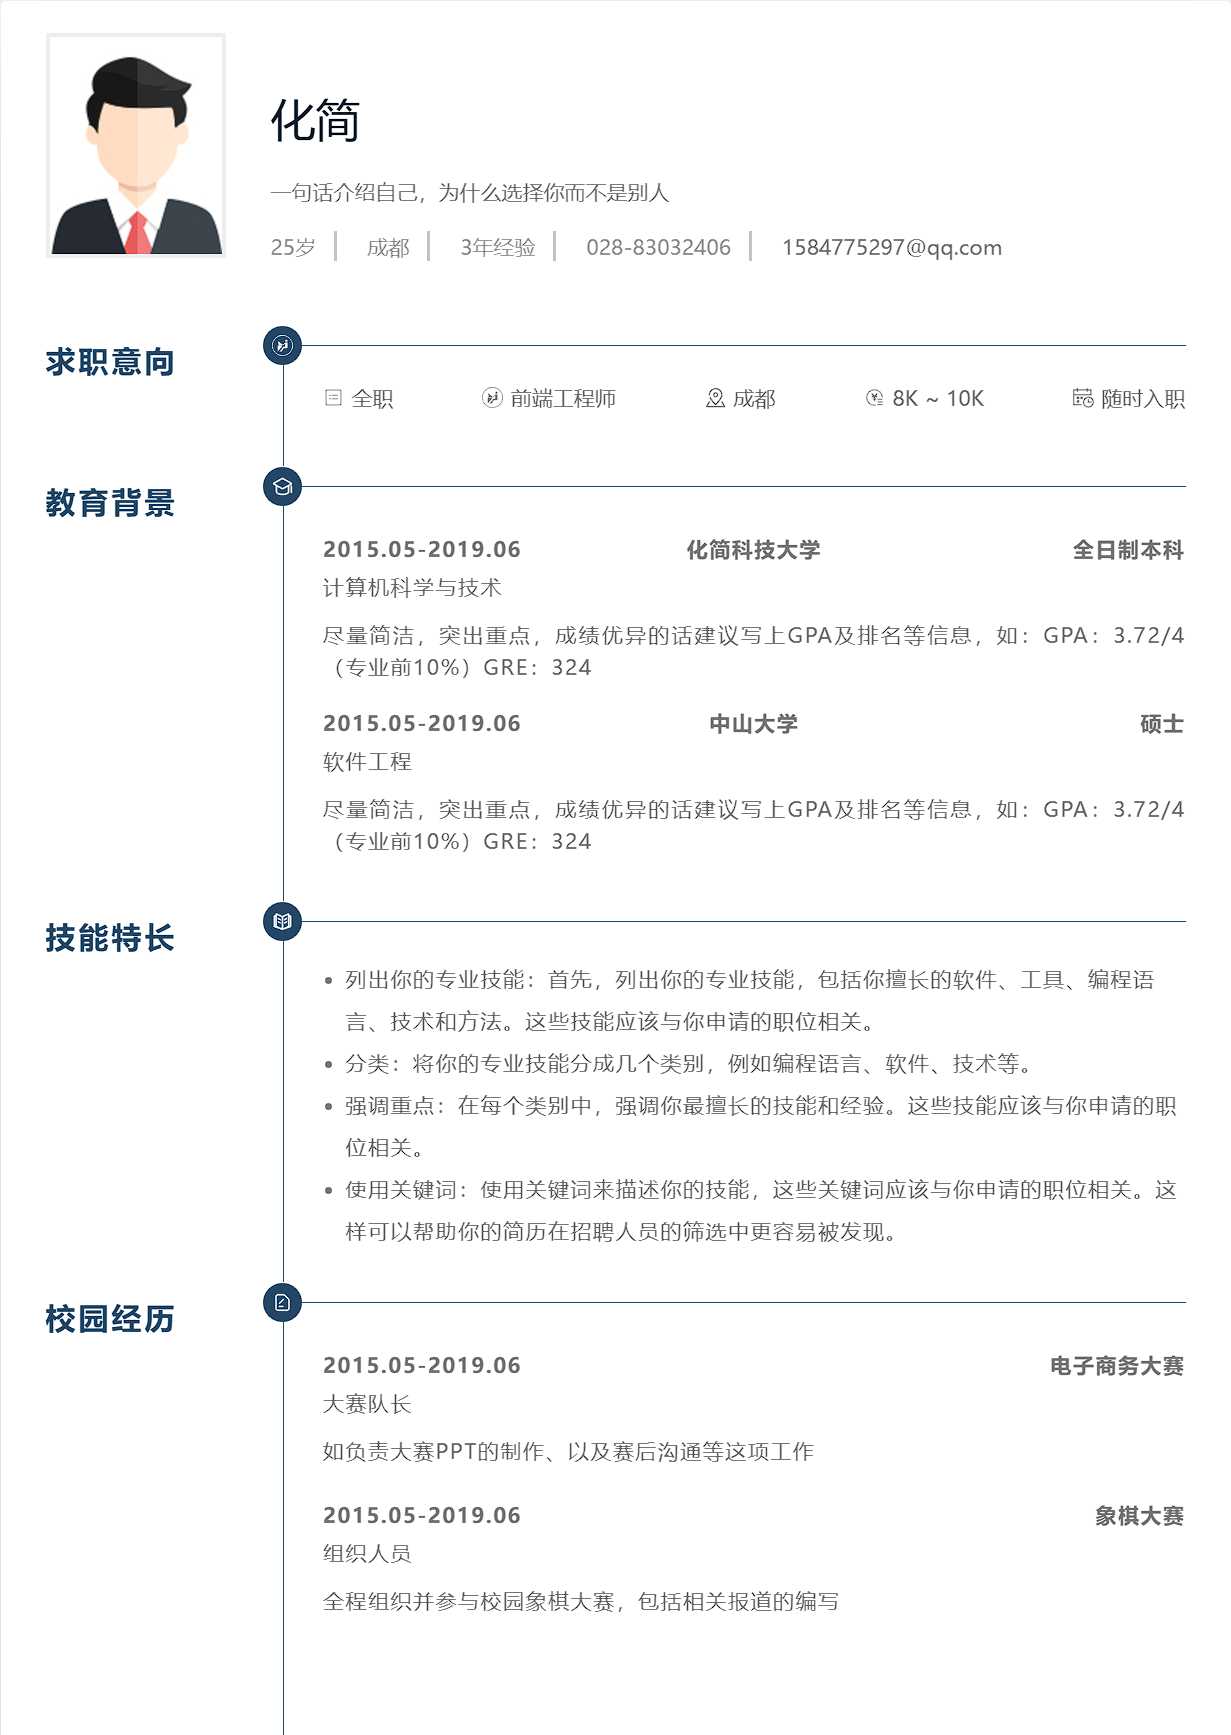 化简
一句话介绍自己，为什么选择你而不是别人
25岁 成都 3年经验 028-83032406 1584775297@qq.com
求职意向
全职 前端工程师 成都 8K ~ 10K 随时入职
教育背景
2015.05-2019.06 化简科技大学 全日制本科
计算机科学与技术
尽量简洁，突出重点，成绩优异的话建议写上GPA及排名等信息，如：GPA：3.72/4
（专业前10%）GRE：324
2015.05-2019.06 中山大学 硕士
软件工程
尽量简洁，突出重点，成绩优异的话建议写上GPA及排名等信息，如：GPA：3.72/4
（专业前10%）GRE：324
技能特长
• 列出你的专业技能：首先，列出你的专业技能，包括你擅长的软件、工具、编程语
言、技术和方法。这些技能应该与你申请的职位相关。
• 分类：将你的专业技能分成几个类别，例如编程语言、软件、技术等。
• 强调重点：在每个类别中，强调你最擅长的技能和经验。这些技能应该与你申请的职
位相关。
• 使用关键词：使用关键词来描述你的技能，这些关键词应该与你申请的职位相关。这
样可以帮助你的简历在招聘人员的筛选中更容易被发现。
校园经历
2015.05-2019.06 电子商务大赛
大赛队长
如负责大赛PPT的制作、以及赛后沟通等这项工作
2015.05-2019.06 象棋大赛
组织人员
全程组织并参与校园象棋大赛，包括相关报道的编写